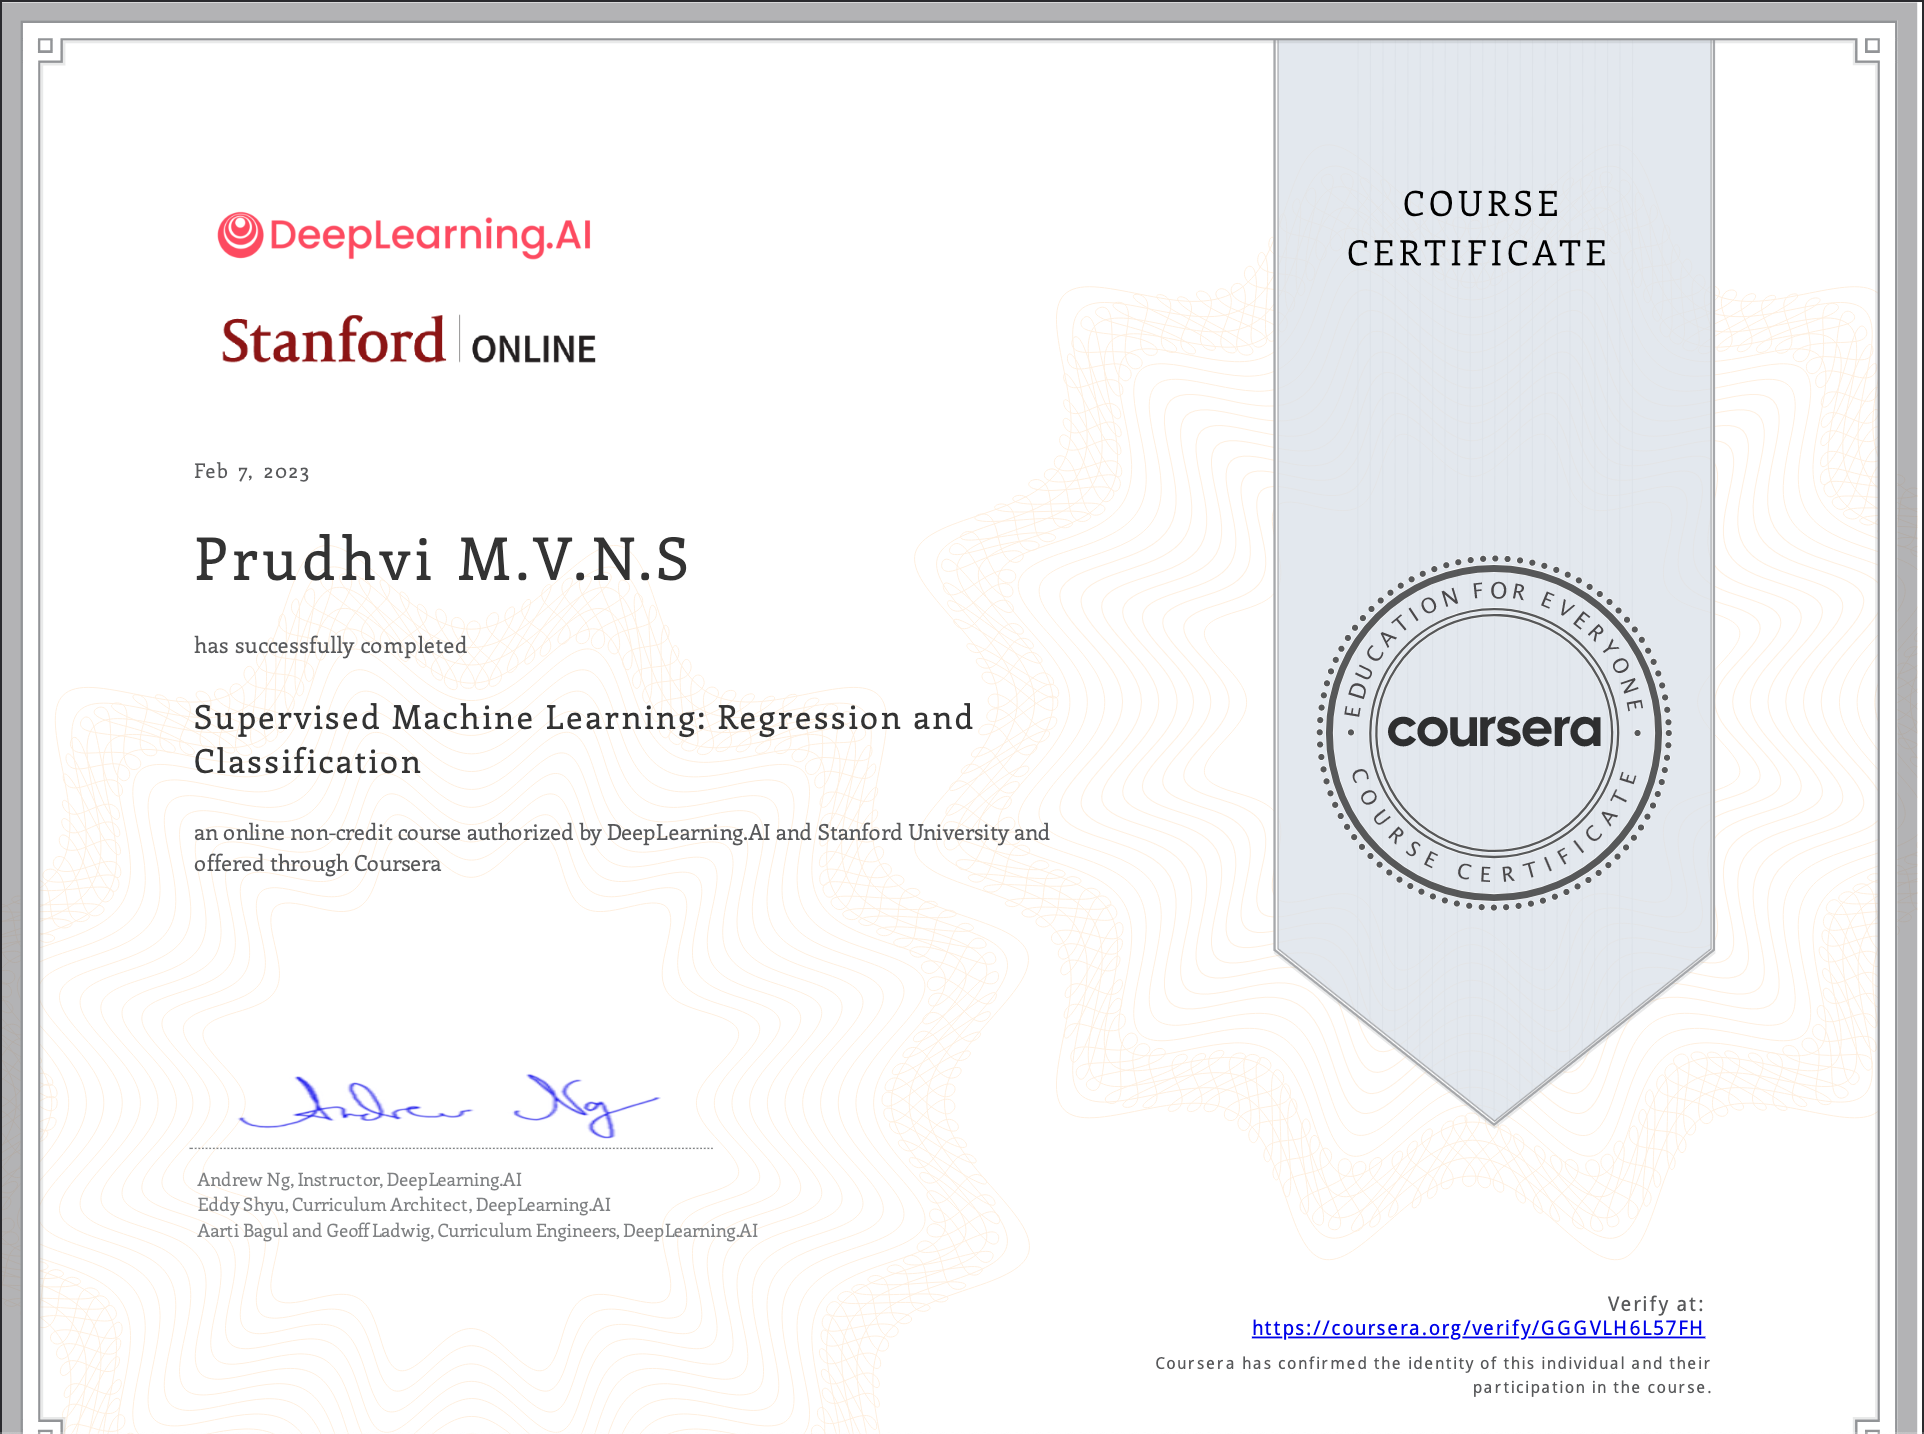 DeepLearning.AI
Stanford ONLINE
Feb 7, 2023
Prudhvi M.V.N.S
has successfully completed
Supervised Machine Learning: Regression and
Classification
an online non-credit course authorized by DeepLearning.AI and Stanford University and
offered through Coursera
Andrew Ng
Andrew Ng, Instructor, DeepLearning.AI
Eddy Shyu, Curriculum Architect, DeepLearning.AI
Aarti Bagul and Geoff Ladwig, Curriculum Engineers, DeepLearning.AI
COURSE
CERTIFICATE
EDUCATION FOR EVERYONE
coursera
COURSE CERTIFICATE
Verify at:
https://coursera.org/verify/GGGVLH6L57FH
Coursera has confirmed the identity of this individual and their
participation in the course.